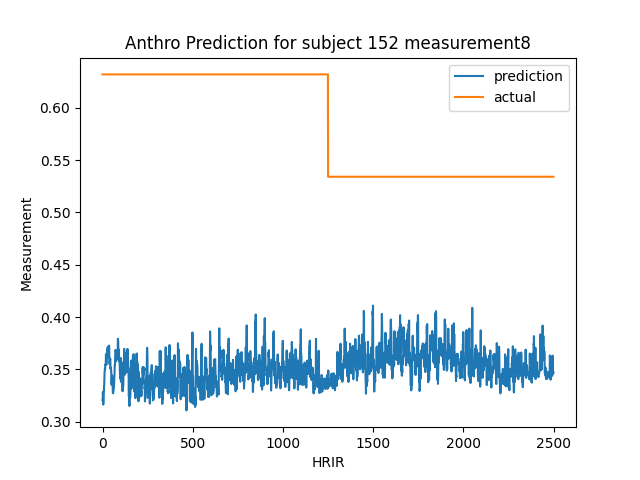 Anthro Prediction for subject 152 measurement8
prediction
actual
Measurement
0.60
0.55
0.50
0.45
0.40
0.35
0.30
0 500 1000 1500 2000 2500
HRIR